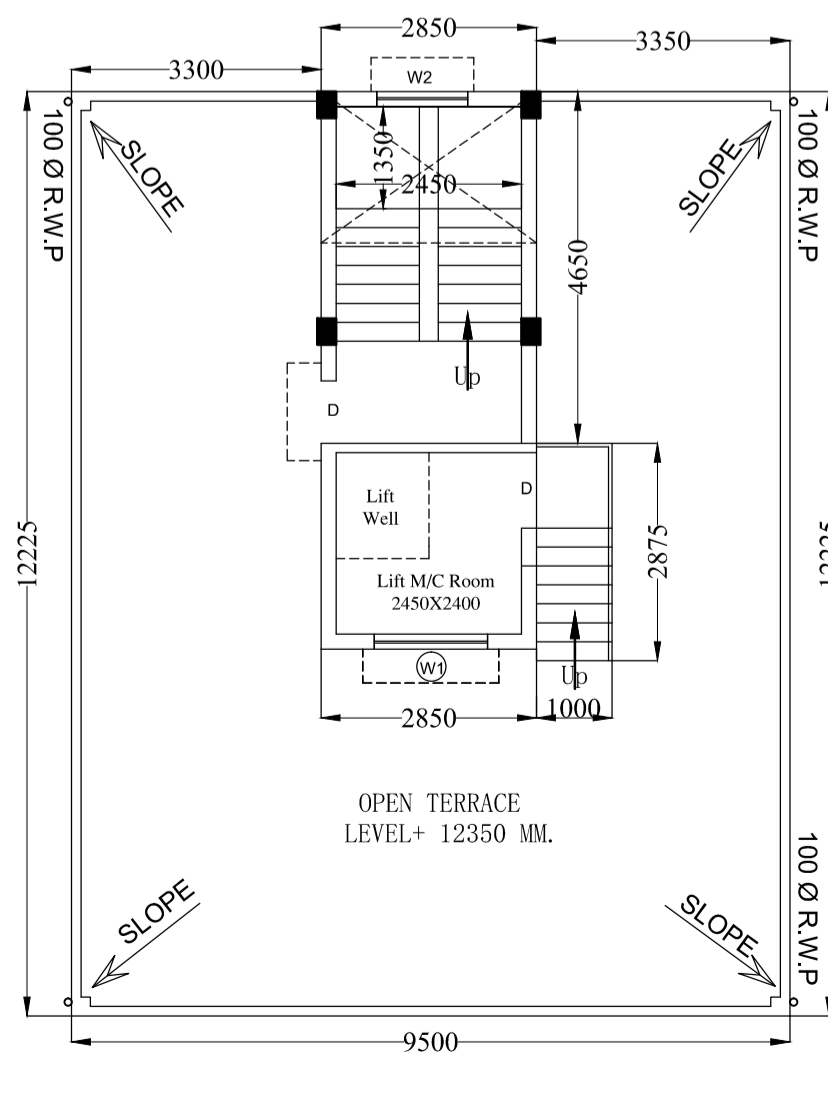 2850
3350
3300
W2
100 Ø R.W.P
SLOPE
1350
2450
SLOPE
100 Ø R.W.P
4650
Up
D
D
Lift
Well
12225
2875
Lift M/C Room
2450X2400
W1
Up
2850
1000
OPEN TERRACE
LEVEL+ 12350 MM.
100 Ø R.W.P
SLOPE
SLOPE
9500